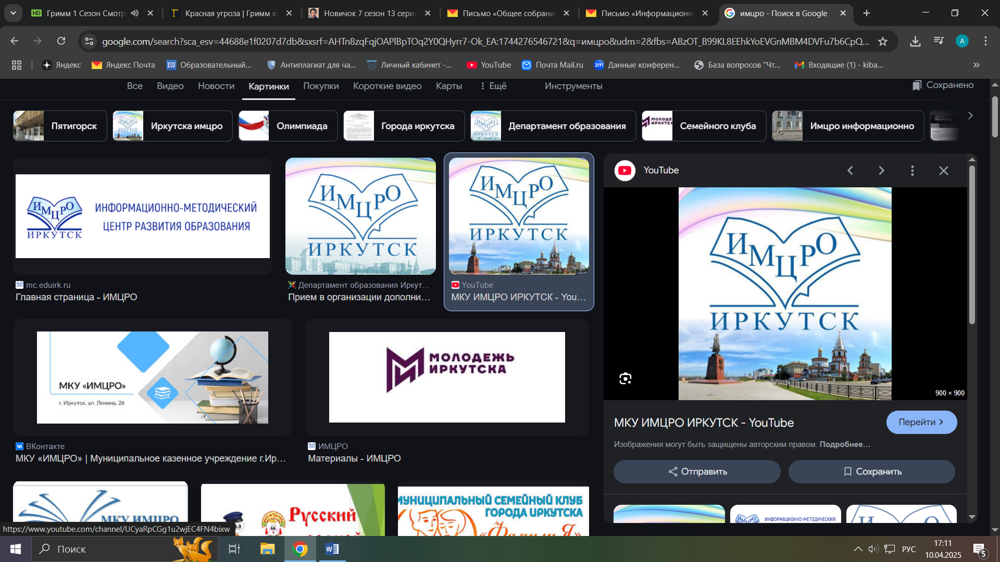 Гримм 1 Сезон Смотр
Красная угроза | Гримм в
Новичок 7 сезон 13 серия
Письмо «Общее собрани
Письмо «Информационн
имцро - Поиск в Google
google.com/search?sca_esv=44688e1f0207d7db&sxsrf=AHTn8zqFqjOAPlBpTOq2Y0QHyrr7-Ok_EA:1744276546721&q=имцро&udm=2&fbs=ABzOT_B99KL8EEhkYoEVGnMBM4DVFu7b6CpQ...
A
Яндекс
Яндекс Почта
Образовательный...
Антиплагиат для ча...
Личный кабинет -...
YouTube
Почта Mail.ru
Данные конферен...
База вопросов "Чт...
Входящие (1) - kiba...
Все
Видео
Новости
Картинки
Покупки
Короткие видео
Карты
Ещё
Инструменты
Сохранено
Пятигорск
Иркутска имцро
Олимпиада
Города иркутска
Департамент образования
Семейного клуба
Имцро информационно
ИМЦРО
ИРКУТСК
ИНФОРМАЦИОННО-МЕТОДИЧЕСКИЙ
ЦЕНТР РАЗВИТИЯ ОБРАЗОВАНИЯ
mc.eduirk.ru
Главная страница - ИМЦРО
ИМЦРО
ИРКУТСК
Департамент образования Иркут...
Прием в организации дополни...
ИМЦРО
ИРКУТСК
YouTube
МКУ ИМЦРО ИРКУТСК - You...
МКУ «ИМЦРО»
г. Иркутск, ул. Ленина, 26
ВКонтакте
МКУ «ИМЦРО» | Муниципальное казенное учреждение г.Ир...
МОЛОДЕЖЬ
ИРКУТСКА
ИМЦРО
Материалы - ИМЦРО
МКУ ИМЦРО
Русский
МУНИЦИПАЛЬНЫЙ СЕМЕЙНЫЙ КЛУБ
ГОРОДА ИРКУТСКА
YouTube
ИМЦРО
ИРКУТСК
900 × 900
МКУ ИМЦРО ИРКУТСК - YouTube
Перейти
Изображения могут быть защищены авторским правом. Подробнее...
Отправить
Сохранить
ИМЦРО
ИНФОРМАЦИОННО-МЕТОДИЧЕСКИЙ
https://www.youtube.com/channel/UCyaRpCGg1u2wjEC4FN4bixw
Поиск
РУС
17:11
10.04.2025
5